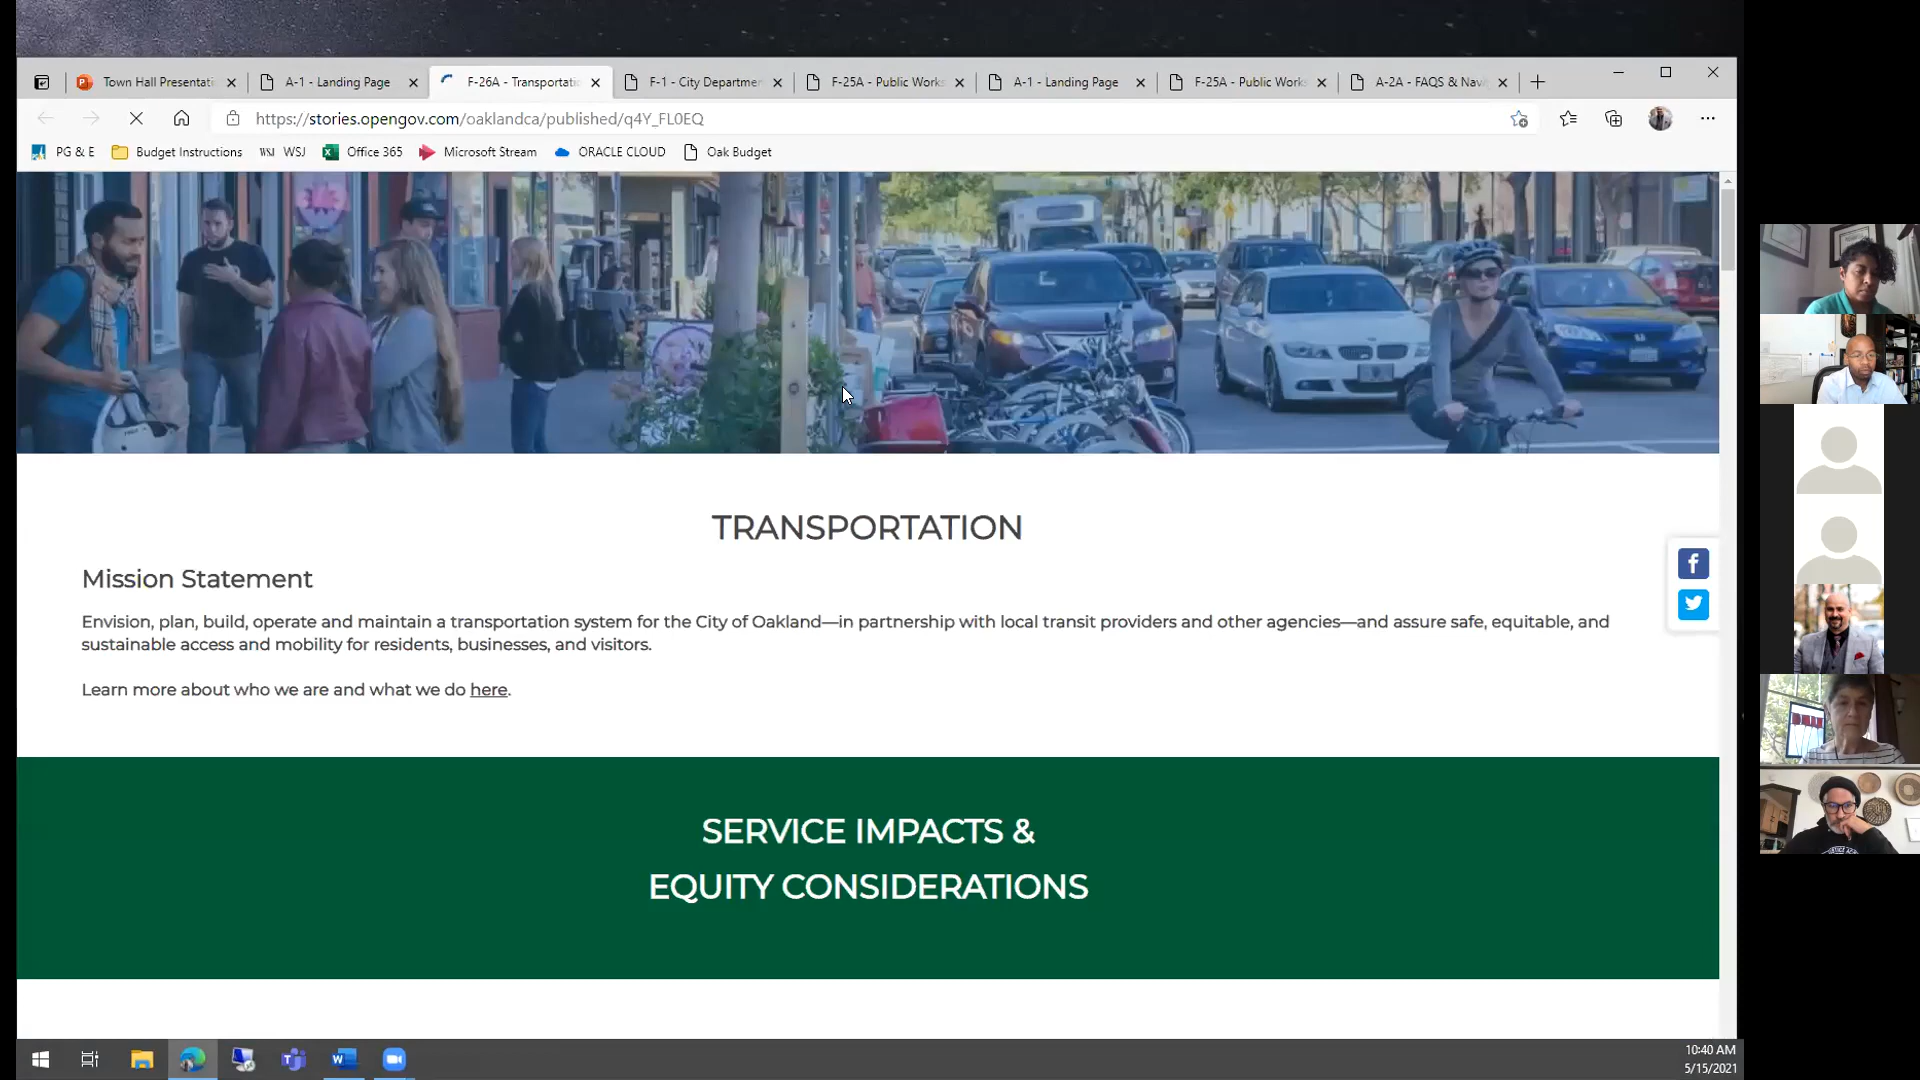 Town Hall Presentati
A-1 - Landing Page
F-26A - Transportatic
F-1 - City Departmer
F-25A - Public Works
A-1 - Landing Page
F-25A - Public Works
A-2A - FAQS & Navi
https://stories.opengov.com/oaklandca/published/q4Y_FL0EQ
PG & E
Budget Instructions
WSJ WSJ
Office 365
Microsoft Stream
ORACLE CLOUD
Oak Budget
TRANSPORTATION
Mission Statement
Envision, plan, build, operate and maintain a transportation system for the City of Oakland—in partnership with local transit providers and other agencies—and assure safe, equitable, and
sustainable access and mobility for residents, businesses, and visitors.
Learn more about who we are and what we do here.
SERVICE IMPACTS &
EQUITY CONSIDERATIONS
10:40 AM
5/15/2021